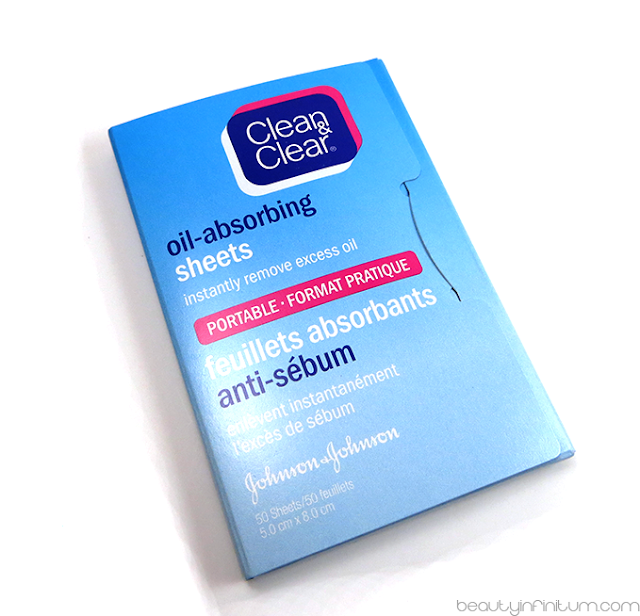 Clean
&
Clear®
oil-absorbing
sheets
instantly remove excess oil
PORTABLE · FORMAT PRATIQUE
feuillets absorbants
anti-sébum
enlèvent instantanément
l'excès de sébum
Johnson & Johnson
50 Sheets/50 feuillets
5.0 cm x 8.0 cm
beautyinfinitum.com